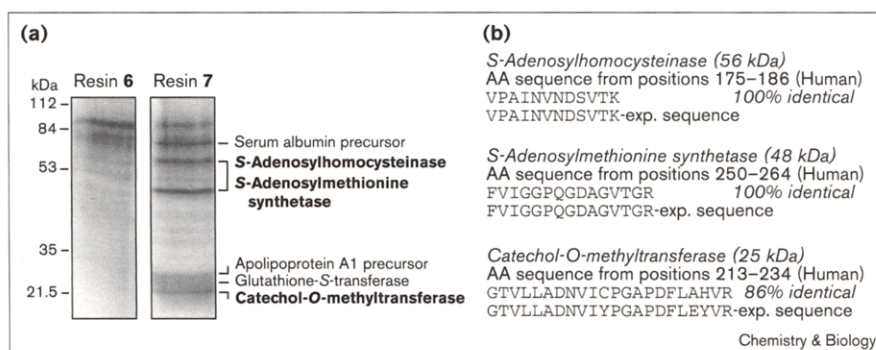 (a)
Resin 6 Resin 7
kDa
112
84
53
35
21.5
Serum albumin precursor
S-Adenosylhomocysteinase
S-Adenosylmethionine
synthetase
Apolipoprotein A1 precursor
Glutathione-S-transferase
Catechol-O-methyltransferase
(b)
S-Adenosylhomocysteinase (56 kDa)
AA sequence from positions 175–186 (Human)
VPAINVNDSVTK 100% identical
VPAINVNDSVTK-exp. sequence
S-Adenosylmethionine synthetase (48 kDa)
AA sequence from positions 250–264 (Human)
FVIGGPQGDAGVTGR 100% identical
FVIGGPQGDAGVTGR-exp. sequence
Catechol-O-methyltransferase (25 kDa)
AA sequence from positions 213–234 (Human)
GTVLLADNVICPGAPDFLAHVR 86% identical
GTVLLADNVIYPGAPDFLEYVR-exp. sequence
Chemistry & Biology